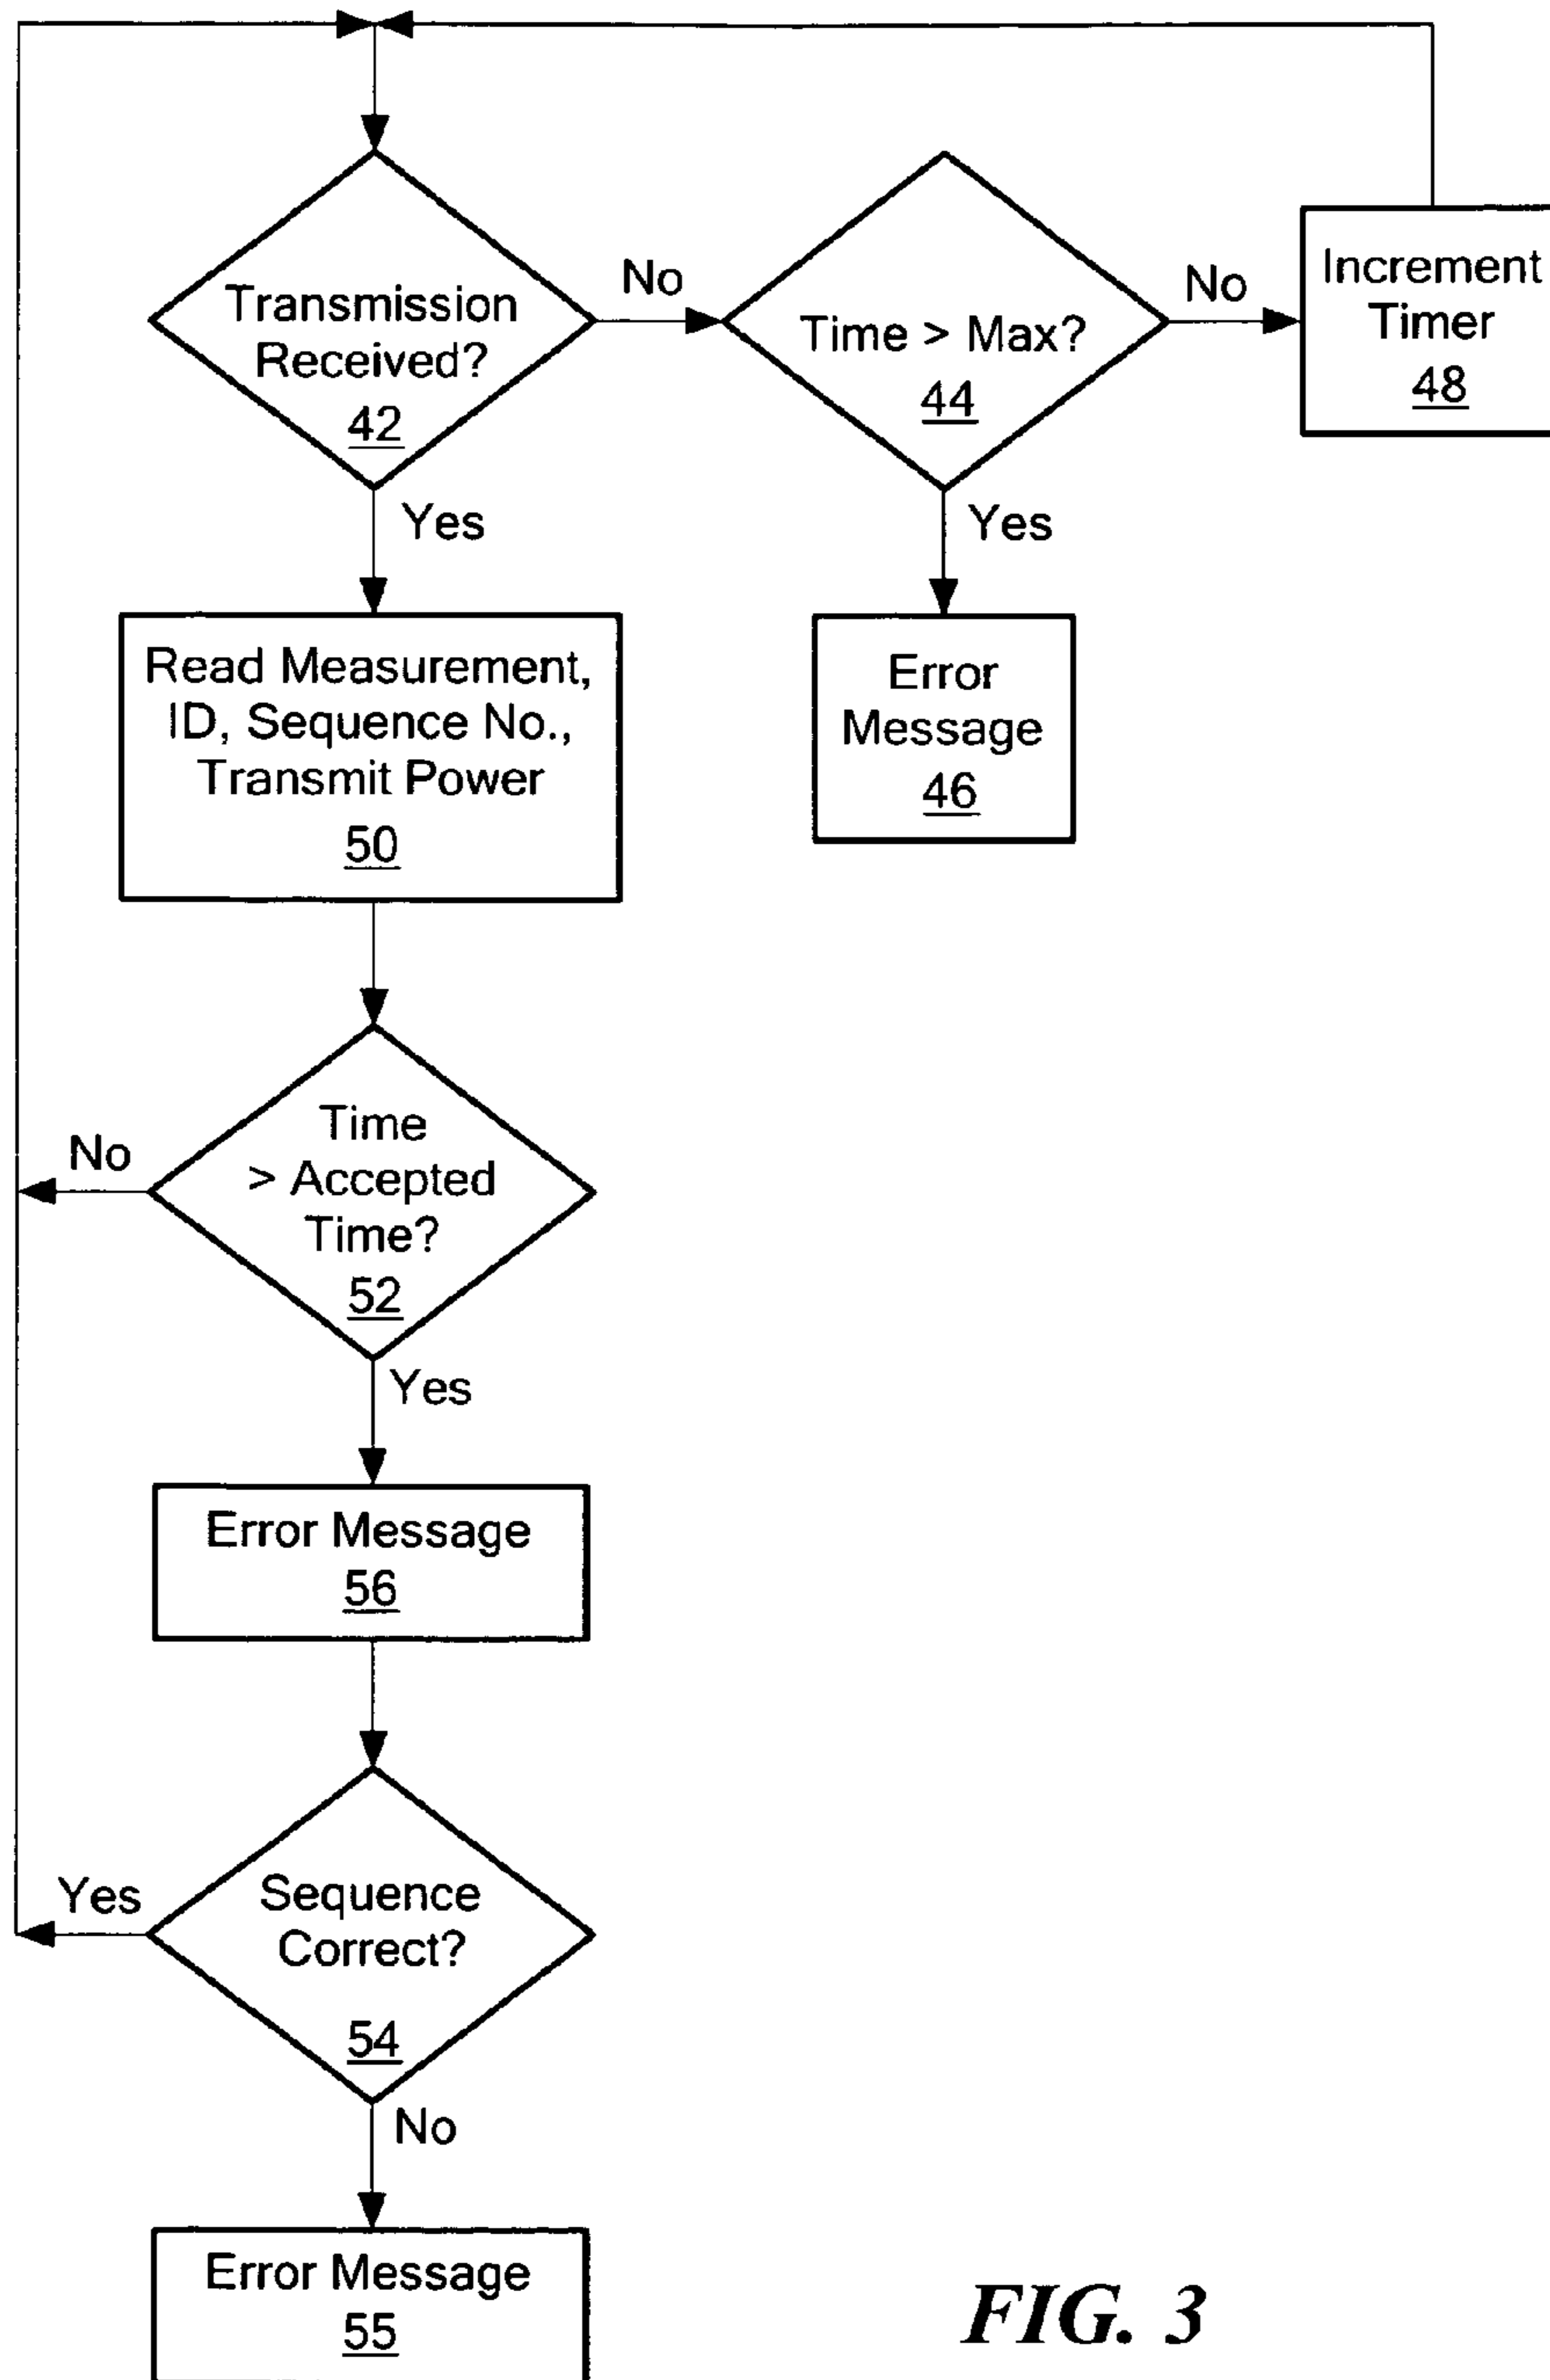 Transmission
Received?
42
No
Time > Max?
44
No
Increment
Timer
48
Yes
Yes
Read Measurement,
ID, Sequence No.,
Transmit Power
50
Error
Message
46
Time
> Accepted
Time?
52
No
Yes
Error Message
56
Sequence
Correct?
54
Yes
No
Error Message
55
FIG. 3